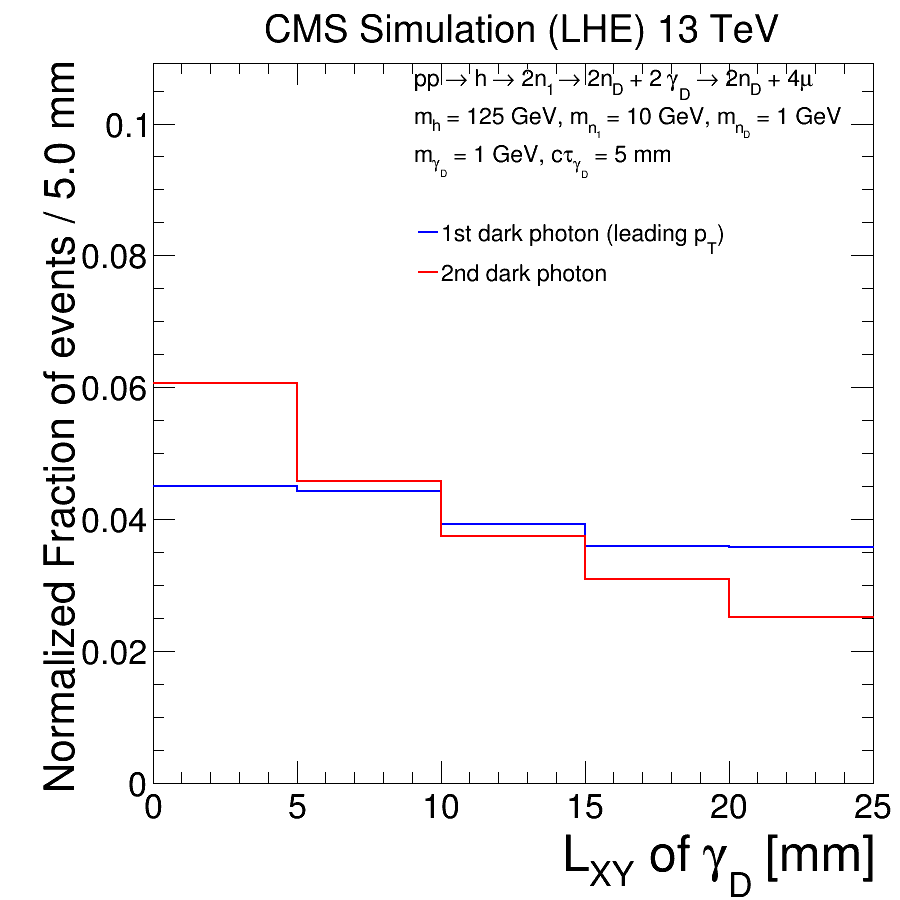 CMS Simulation (LHE) 13 TeV
pp → h → 2n₁ → 2n_D + 2 γ_D → 2n_D + 4μ
m_h = 125 GeV, m_n₁ = 10 GeV, m_n_D = 1 GeV
m_γ_D = 1 GeV, cτ_γ_D = 5 mm
1st dark photon (leading p_T)
2nd dark photon
Normalized Fraction of events / 5.0 mm
0.1
0.08
0.06
0.04
0.02
0
0 5 10 15 20 25
L_XY of γ_D [mm]